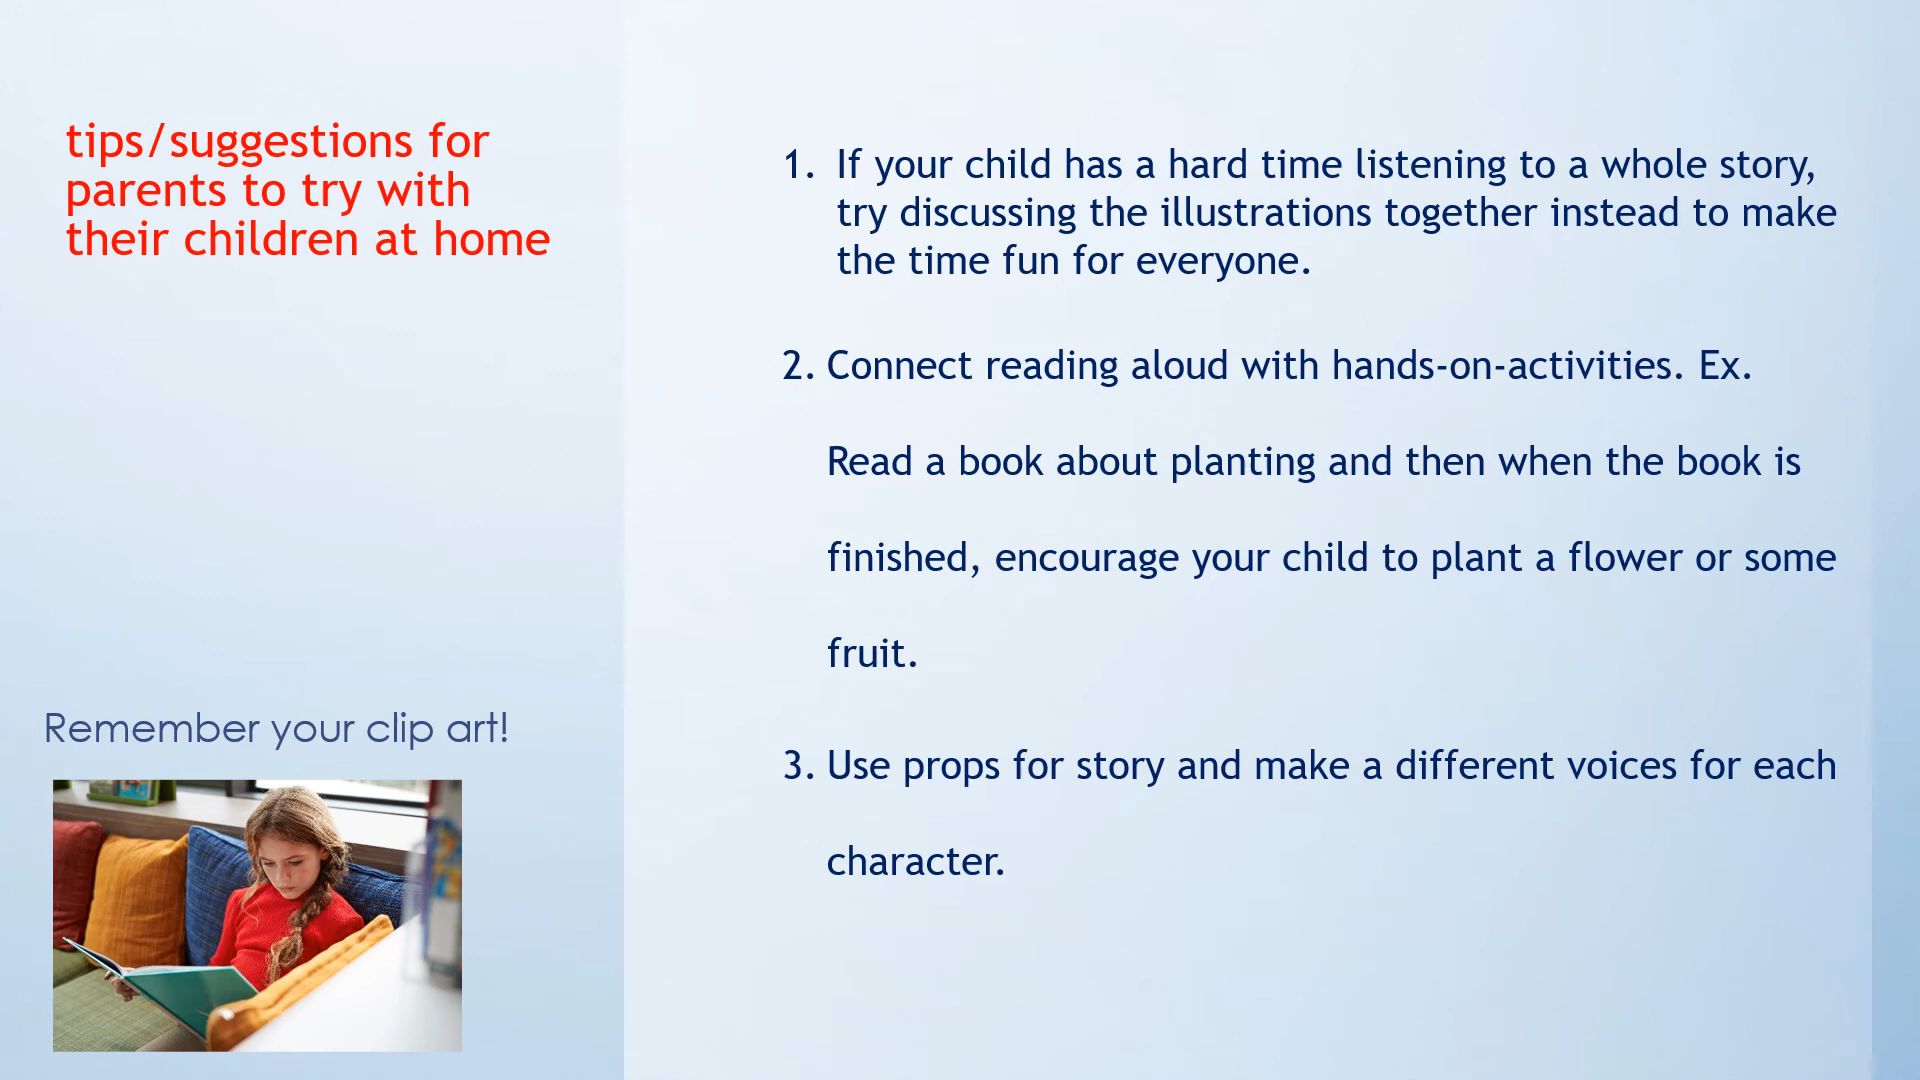 tips/suggestions for
parents to try with
their children at home
1. If your child has a hard time listening to a whole story,
try discussing the illustrations together instead to make
the time fun for everyone.
2. Connect reading aloud with hands-on-activities. Ex.
Read a book about planting and then when the book is
finished, encourage your child to plant a flower or some
fruit.
3. Use props for story and make a different voices for each
character.
Remember your clip art!